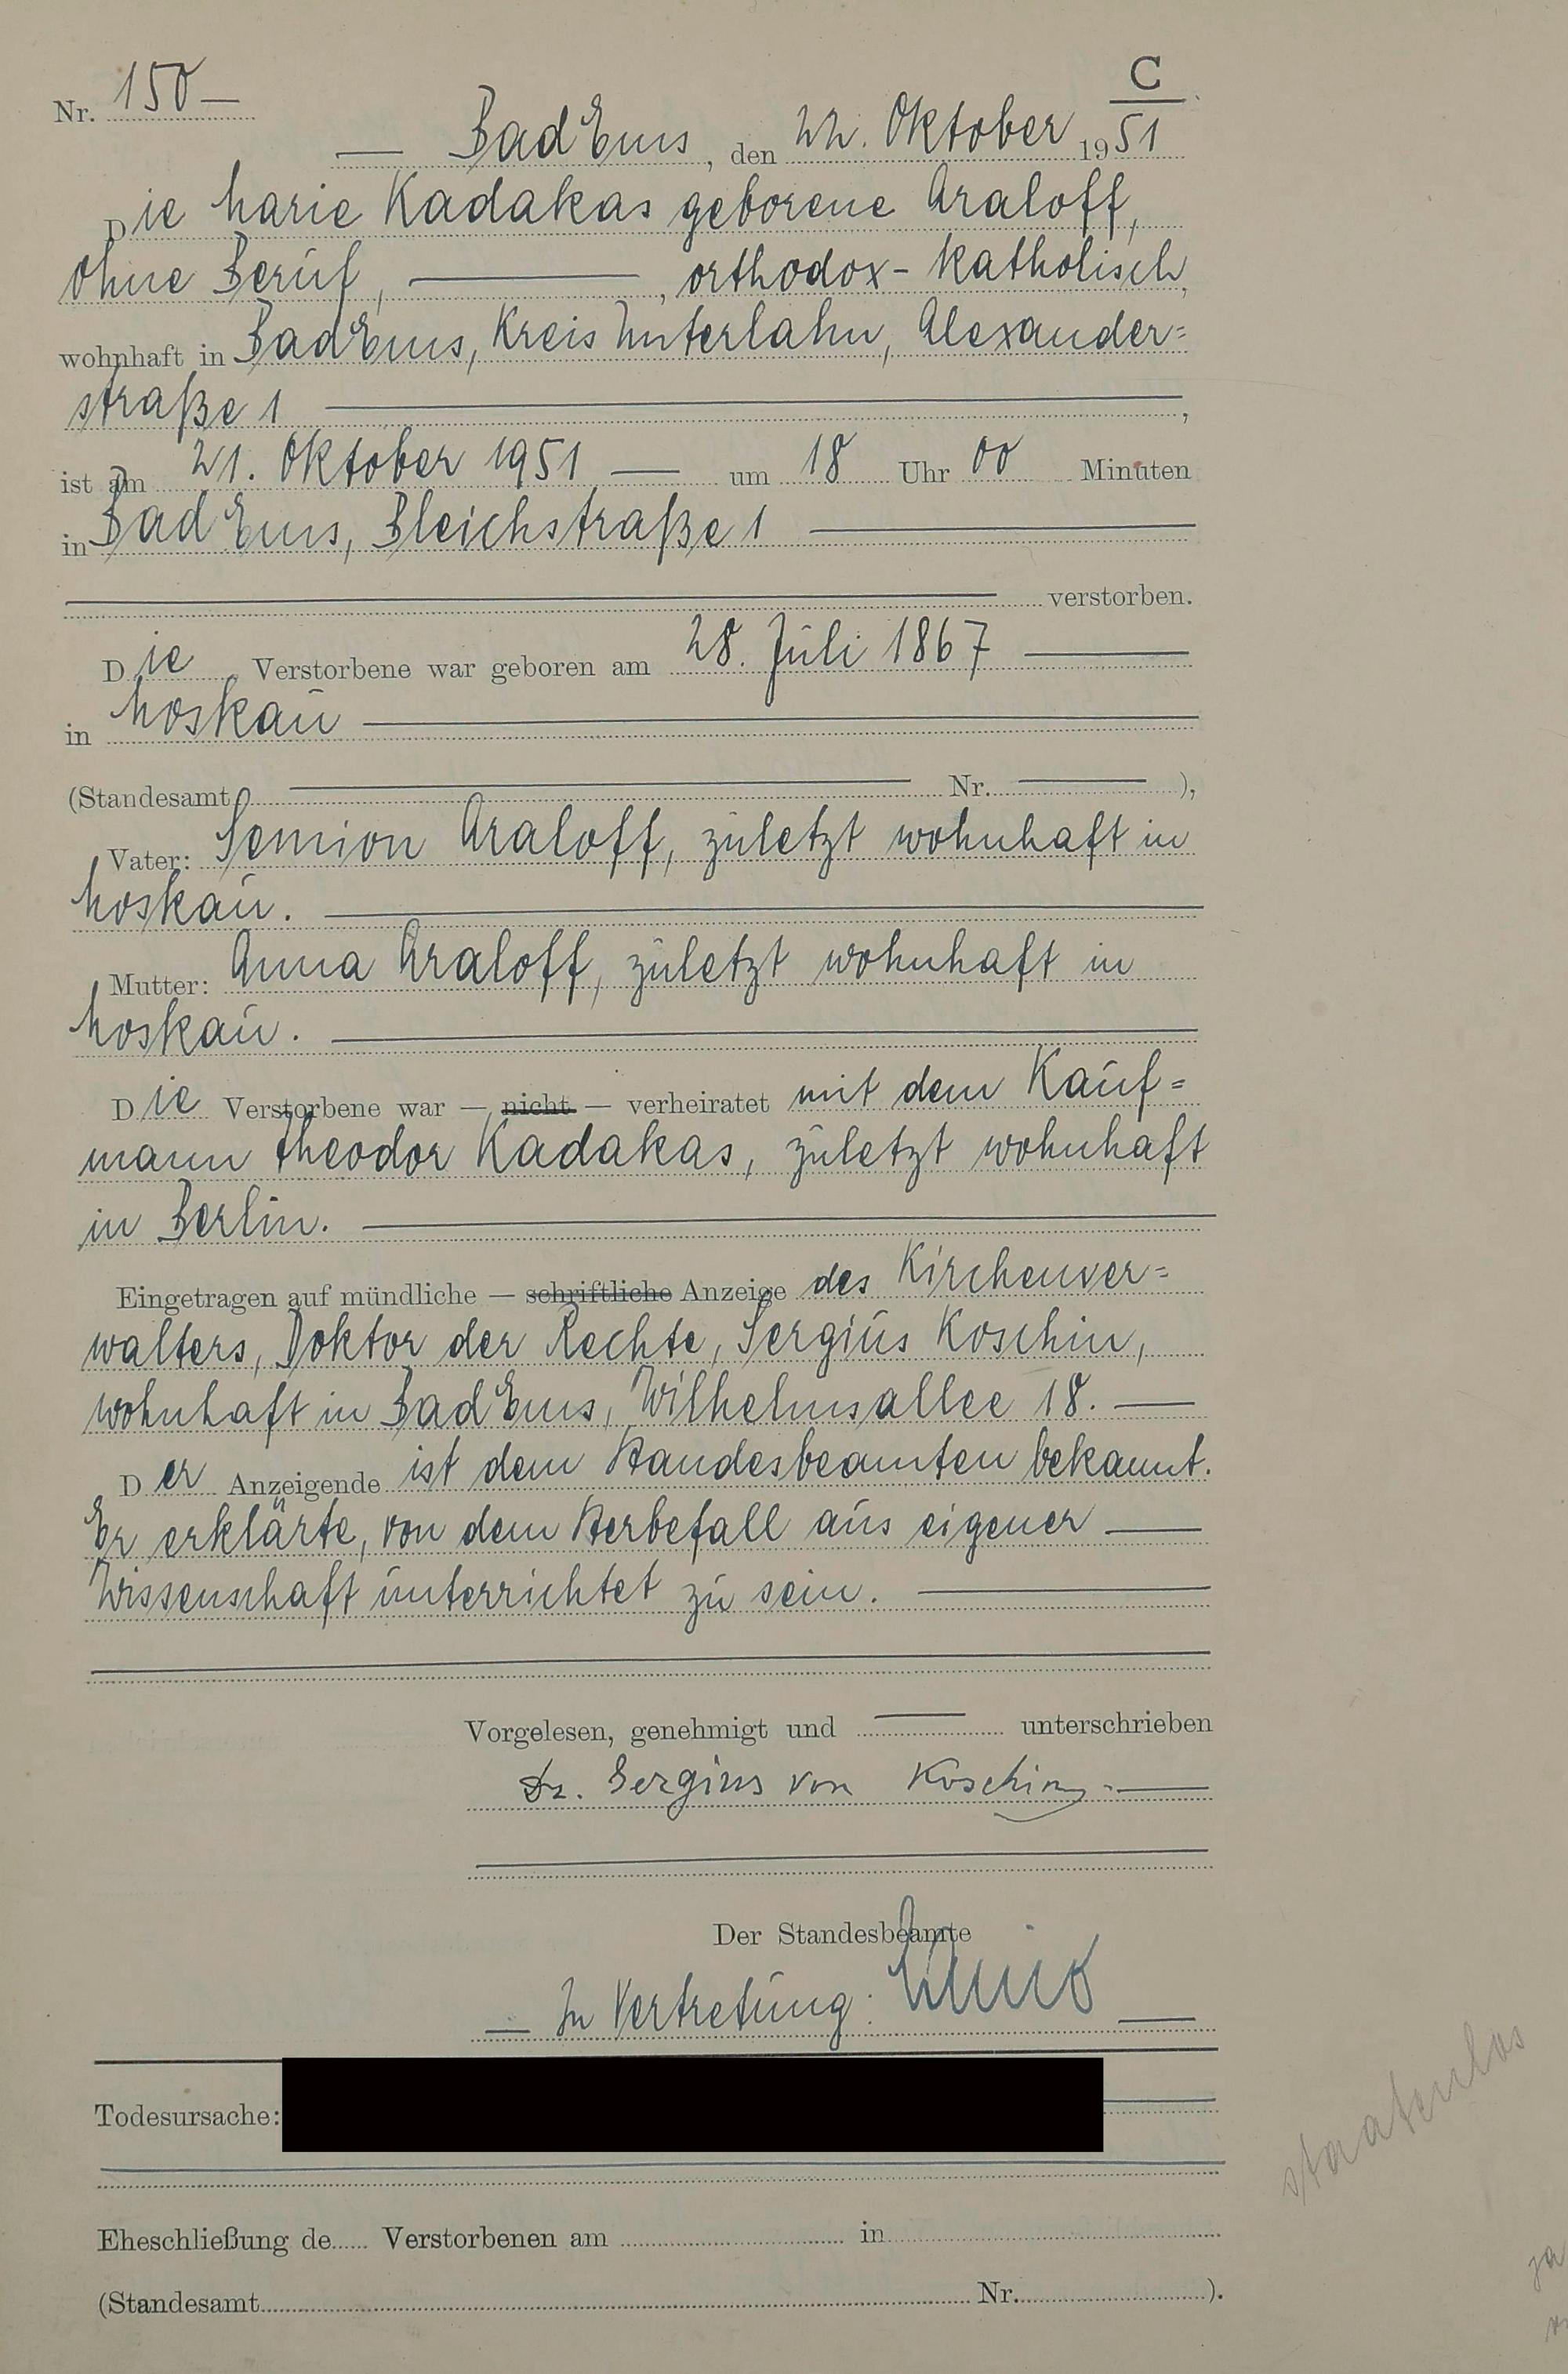 C
Nr. 150
Bad Ems, den 22. Oktober 1951
Die Marie Kadakas geborene Araloff,
ohne Beruf, orthodox-katholisch,
wohnhaft in Bad Ems, Kreis Unterlahn, Alexander=
straße 1,
ist am 21. Oktober 1951 um 18 Uhr 00 Minuten
in Bad Ems, Bleichstraße 1
verstorben.
Die Verstorbene war geboren am 28. Juli 1867
in Moskau
(Standesamt Nr. ),
Vater: Semion Araloff, zuletzt wohnhaft in
Moskau.
Mutter: Anna Araloff, zuletzt wohnhaft in
Moskau.
Die Verstorbene war — nicht — verheiratet mit dem Kauf=
mann Theodor Kadakas, zuletzt wohnhaft
in Berlin.
Eingetragen auf mündliche — schriftliche Anzeige des Kirchenver=
walters, Doktor der Rechte, Sergius Koschin,
wohnhaft in Bad Ems, Wilhelmsallee 18.
Der Anzeigende ist dem Standesbeamten bekannt.
Er erklärte, von dem Sterbefall aus eigener
Wissenschaft unterrichtet zu sein.
Vorgelesen, genehmigt und unterschrieben
Dr. Sergius von Koschin
Der Standesbeamte
In Vertretung:
Todesursache:
staatenlos
Eheschließung de Verstorbenen am in
(Standesamt Nr. ).